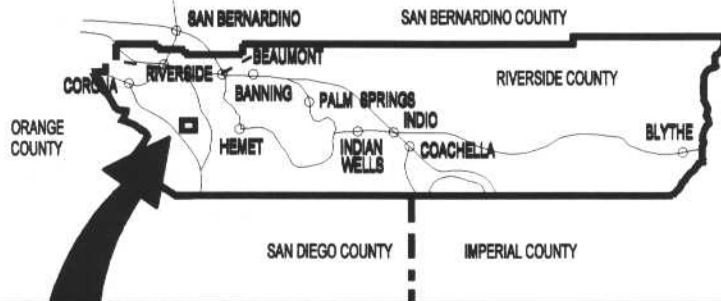 SAN BERNARDINO
SAN BERNARDINO COUNTY
BEAUMONT
RIVERSIDE
RIVERSIDE COUNTY
CORONA
BANNING
PALM SPRINGS
ORANGE
COUNTY
INDIO
BLYTHE
HEMET
INDIAN
WELLS
COACHELLA
SAN DIEGO COUNTY
IMPERIAL COUNTY